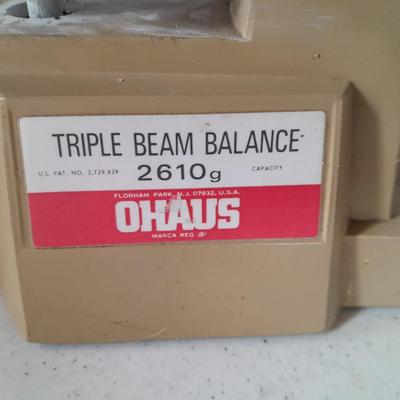 TRIPLE BEAM BALANCE
U.S. PAT. NO. 2,729,439 2610g CAPACITY
FLORHAM PARK, N.J. 07932, U.S.A.
OHAUS
MARCA REG ®